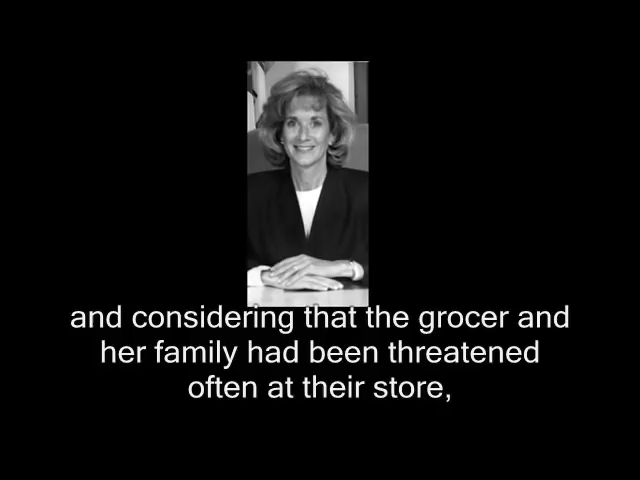 and considering that the grocer and
her family had been threatened
often at their store,